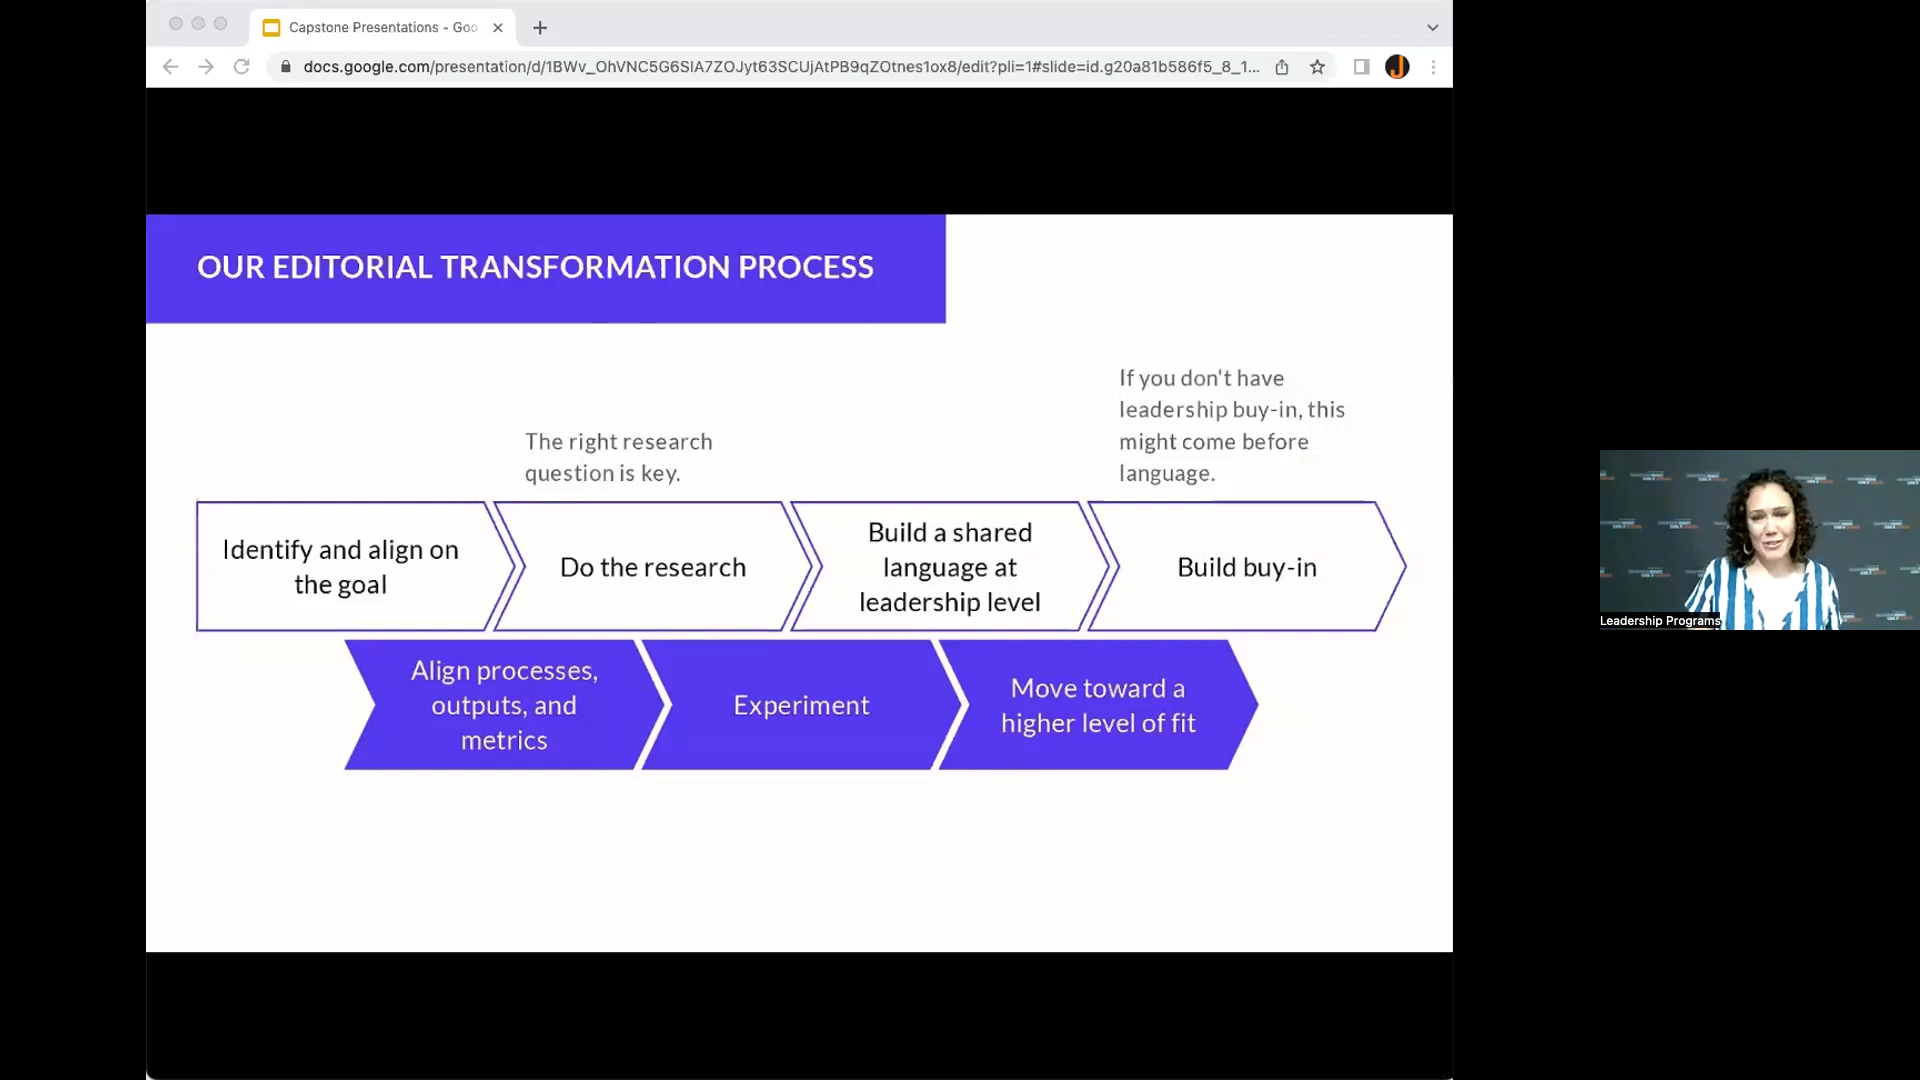 Capstone Presentations - Goo
docs.google.com/presentation/d/1BWv_OhVNC5G6SIA7ZOJyt63SCUjAtPB9qZOtnes1ox8/edit?pli=1#slide=id.g20a81b586f5_8_1...
OUR EDITORIAL TRANSFORMATION PROCESS
The right research
question is key.
If you don't have
leadership buy-in, this
might come before
language.
Identify and align on
the goal
Do the research
Build a shared
language at
leadership level
Build buy-in
Align processes,
outputs, and
metrics
Experiment
Move toward a
higher level of fit
Leadership Programs